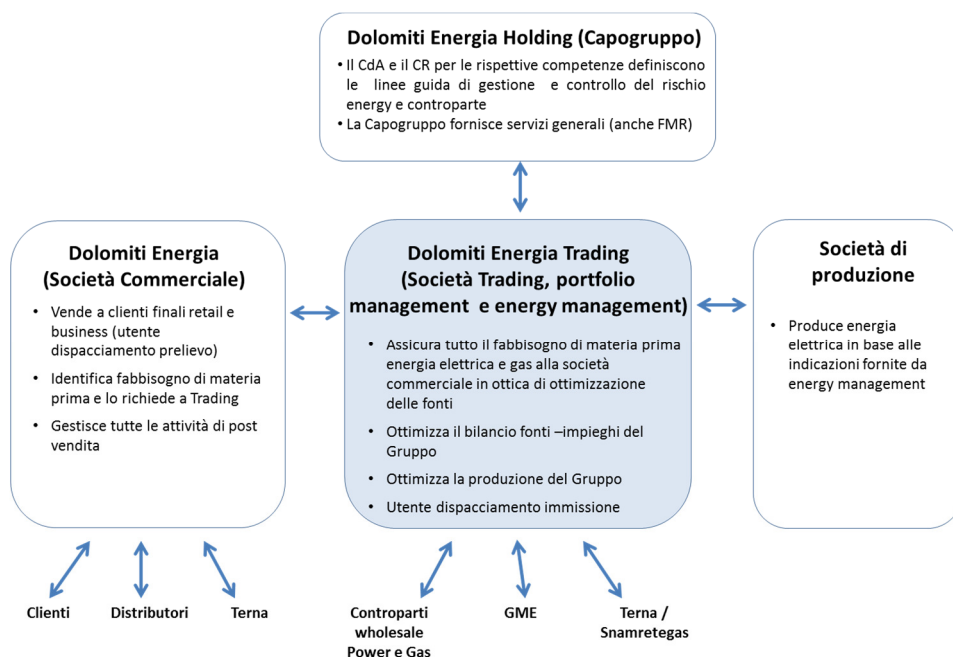 Dolomiti Energia Holding (Capogruppo)
• Il CdA e il CR per le rispettive competenze definiscono
le linee guida di gestione e controllo del rischio
energy e controparte
• La Capogruppo fornisce servizi generali (anche FMR)
Dolomiti Energia
(Società Commerciale)
• Vende a clienti finali retail e
business (utente
dispacciamento prelievo)
• Identifica fabbisogno di materia
prima e lo richiede a Trading
• Gestisce tutte le attività di post
vendita
Dolomiti Energia Trading
(Società Trading, portfolio
management e energy management)
• Assicura tutto il fabbisogno di materia prima
energia elettrica e gas alla società
commerciale in ottica di ottimizzazione
delle fonti
• Ottimizza il bilancio fonti –impieghi del
Gruppo
• Ottimizza la produzione del Gruppo
• Utente dispacciamento immissione
Società di
produzione
• Produce energia
elettrica in base alle
indicazioni fornite da
energy management
Clienti
Distributori
Terna
Controparti
wholesale
Power e Gas
GME
Terna /
Snamretegas